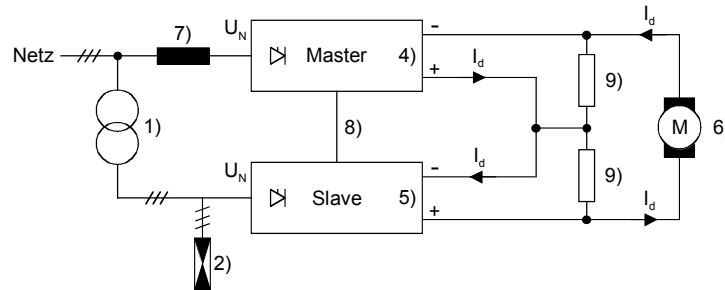 7) U_N - I_d I_d
Netz Master 4)
+ 9)
1) 8) M 6
I_d
U_N - 9)
Slave 5)
+ I_d
2)